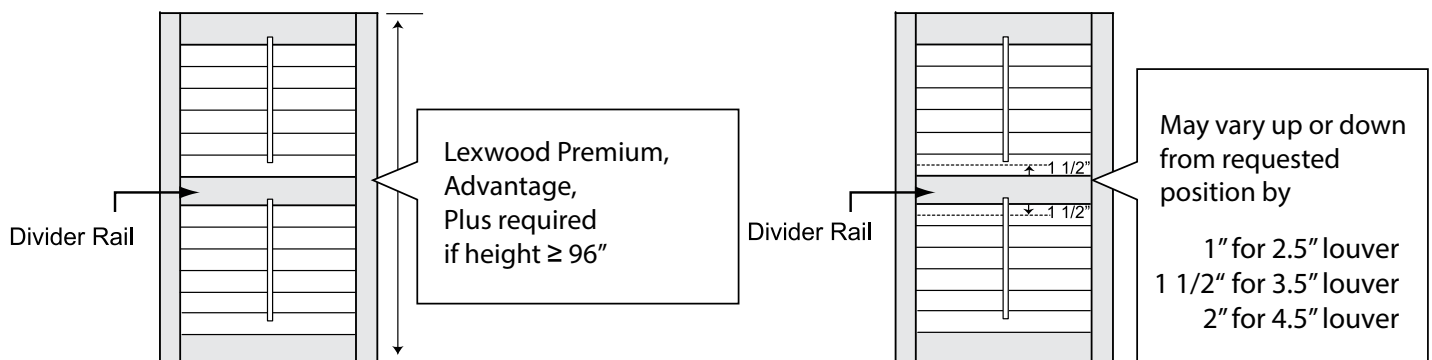 Divider Rail
Lexwood Premium,
Advantage,
Plus required
if height ≥ 96”
Divider Rail
1 1/2”
1 1/2”
May vary up or down
from requested
position by
1” for 2.5” louver
1 1/2“ for 3.5” louver
2” for 4.5” louver